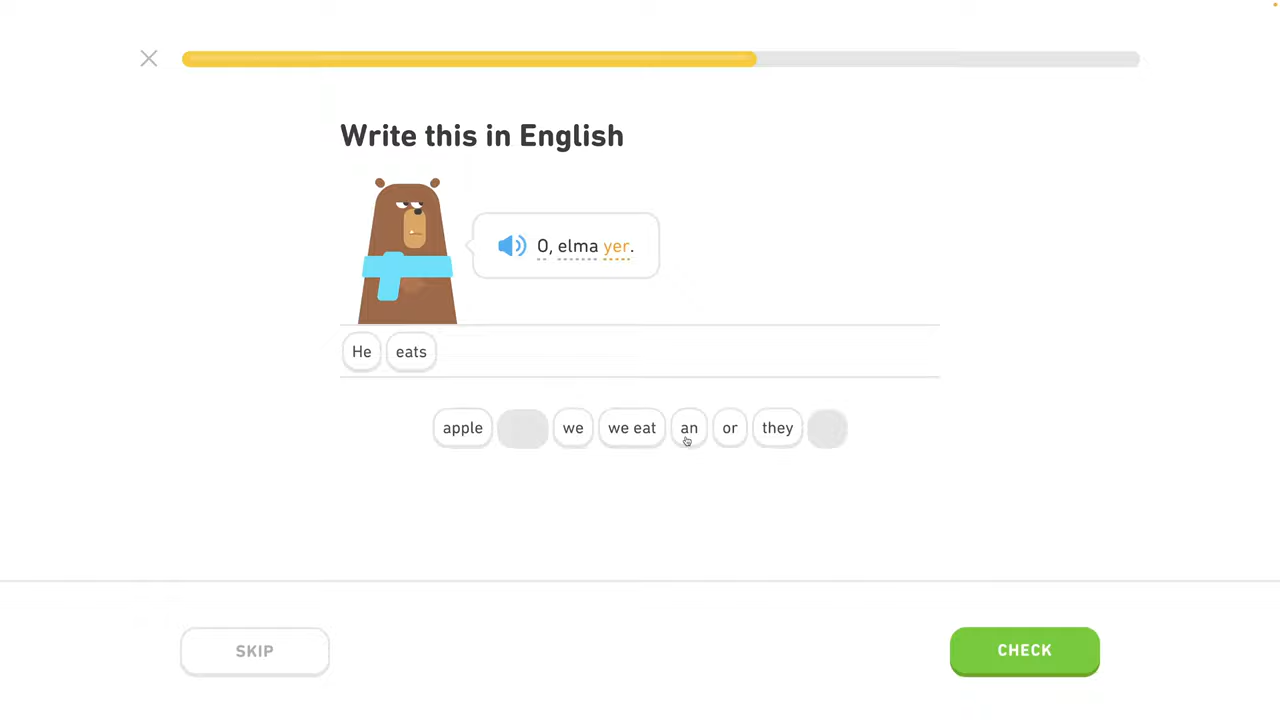 Write this in English
O, elma yer.
He eats
apple we we eat an or they
SKIP CHECK